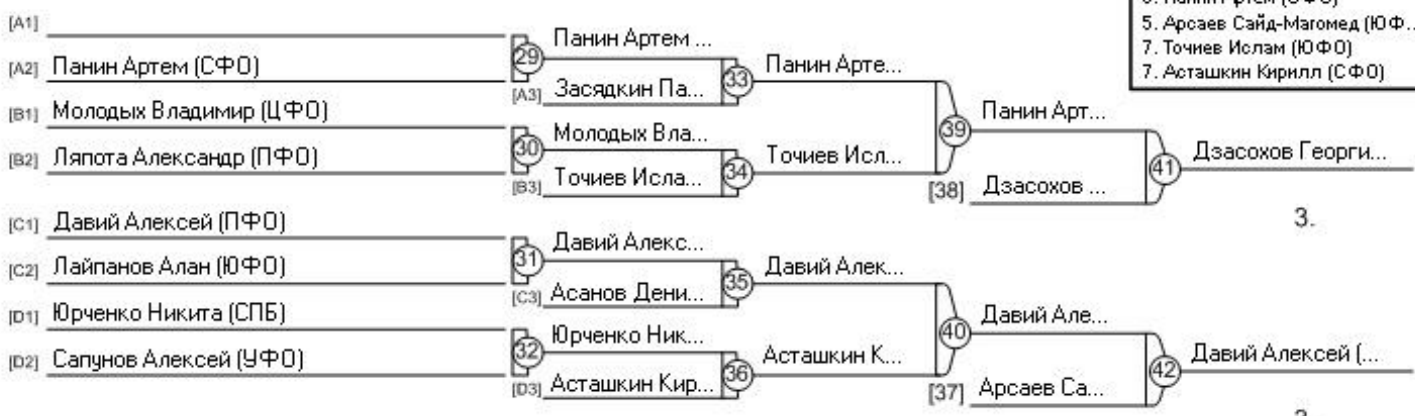 5. Панин Артем (СФО)
5. Арсаев Сайд-Магомед (ЮФ...
7. Точиев Ислам (ЮФО)
7. Асташкин Кирилл (СФО)
[A1]
[A2] Панин Артем (СФО)
[B1] Молодых Владимир (ЦФО)
[B2] Ляпота Александр (ПФО)
[C1] Давий Алексей (ПФО)
[C2] Лайпанов Алан (ЮФО)
[D1] Юрченко Никита (СПБ)
[D2] Сапунов Алексей (УФО)
29
30
31
32
Панин Артем ...
[A3] Засядкин Па...
Молодых Вла...
[B3] Точиев Исла...
Давий Алекс...
[C3] Асанов Дени...
Юрченко Ник...
[D3] Асташкин Кир...
33
34
35
36
Панин Арте...
Точиев Исл...
Давий Алек...
Асташкин К...
39
40
Панин Арт...
[38] Дзасохов ...
Давий Але...
[37] Арсаев Са...
41
42
Дзасохов Георги...
3.
Давий Алексей (...